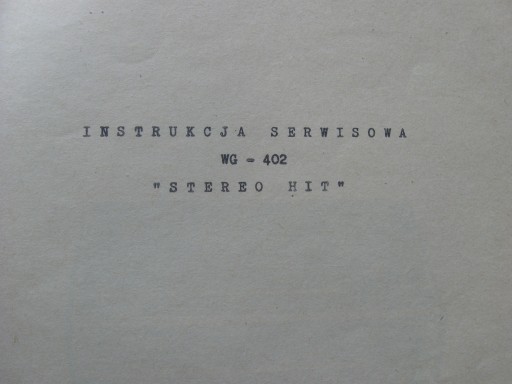 INSTRUKCJA SERWISOWA
WG - 402
"STEREO HIT"